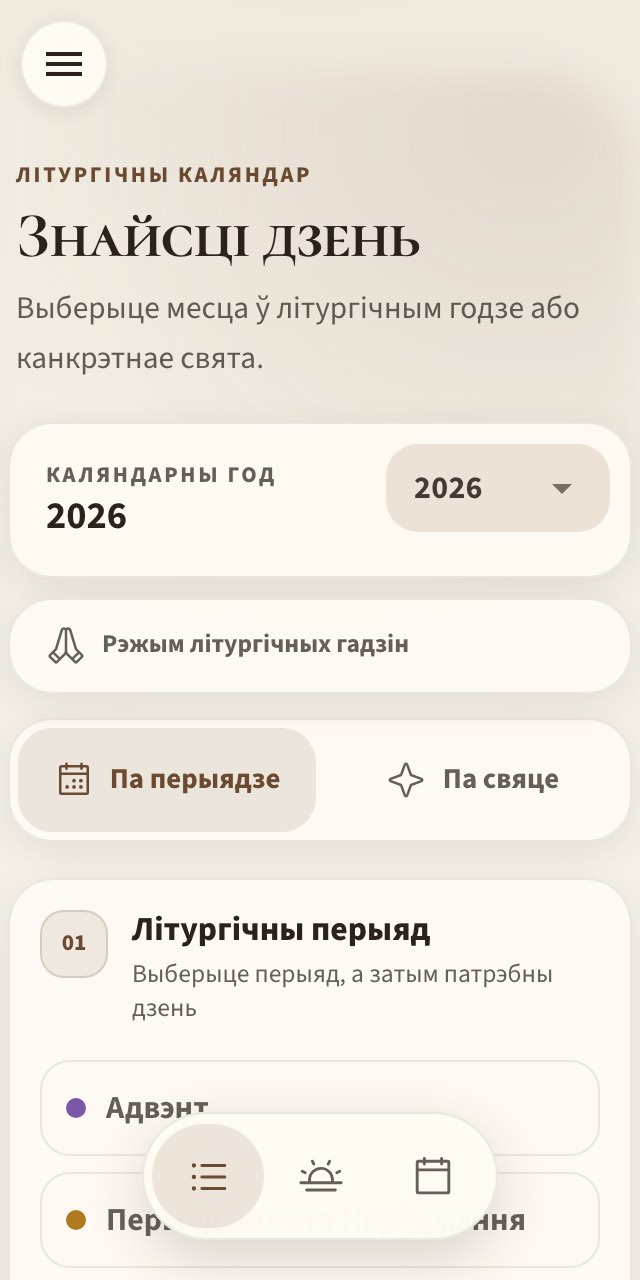 ЛІТУРГІЧНЫ КАЛЯНДАР
Знайсці дзень
Выберыце месца ў літургічным годзе або
канкрэтнае свята.
КАЛЯНДАРНЫ ГОД
2026
2026
Рэжым літургічных гадзін
Па перыядзе
Па свяце
01
Літургічны перыяд
Выберыце перыяд, а затым патрэбны
дзень
Адвэнт